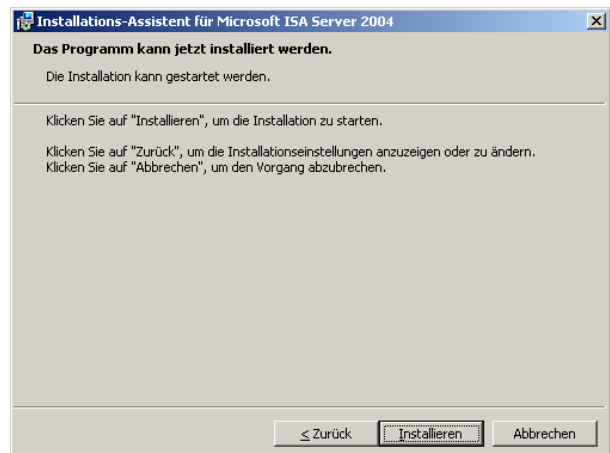 Installations-Assistent für Microsoft ISA Server 2004
Das Programm kann jetzt installiert werden.
Die Installation kann gestartet werden.
Klicken Sie auf "Installieren", um die Installation zu starten.
Klicken Sie auf "Zurück", um die Installationseinstellungen anzuzeigen oder zu ändern.
Klicken Sie auf "Abbrechen", um den Vorgang abzubrechen.
< Zurück Installieren Abbrechen